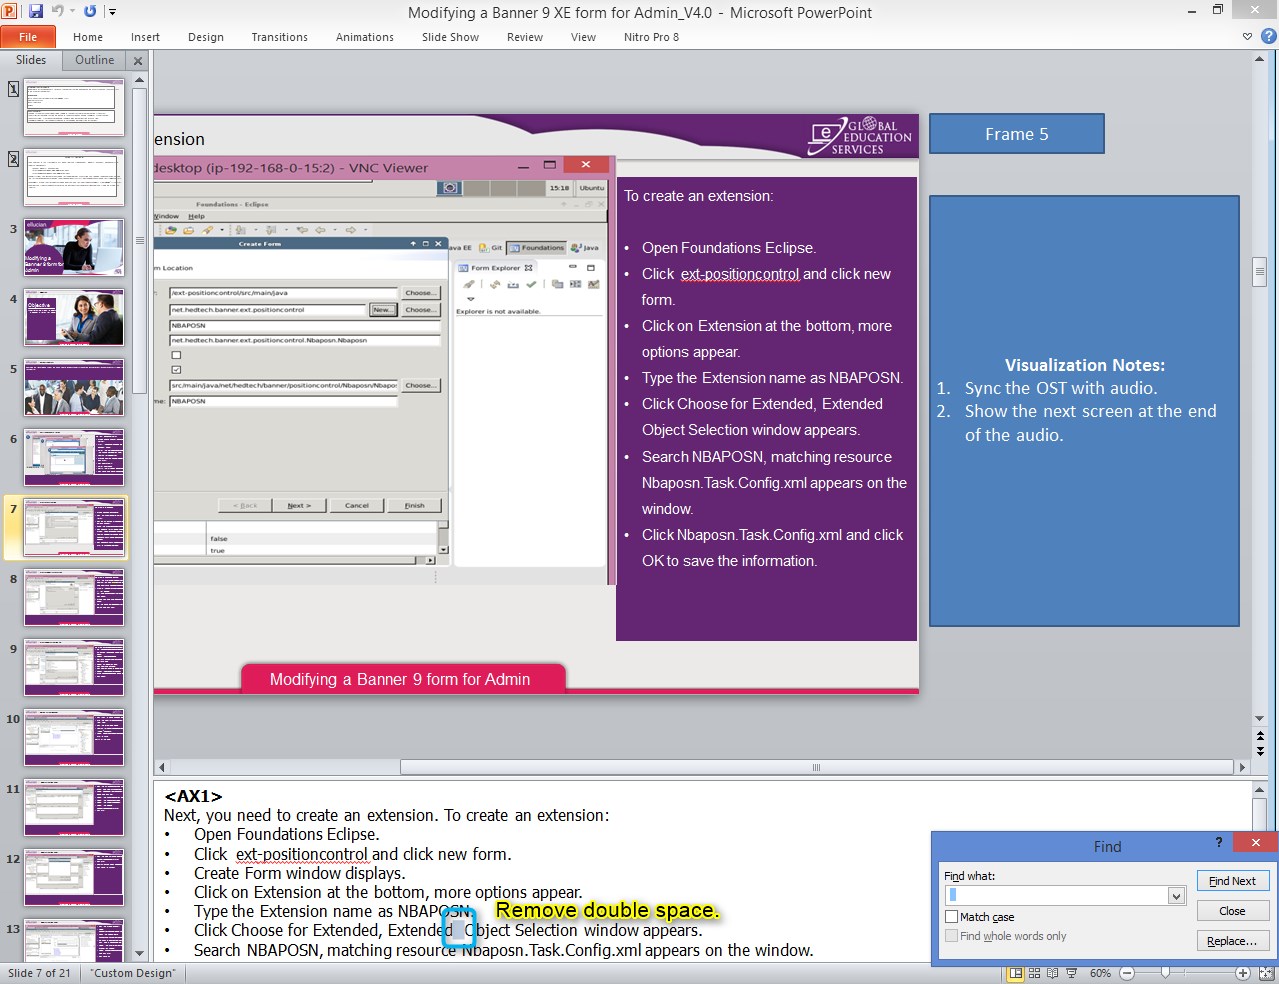 Modifying a Banner 9 XE form for Admin_V4.0 - Microsoft PowerPoint
File Home Insert Design Transitions Animations Slide Show Review View Nitro Pro 8
Slides Outline
1
2
3
ellucian
Modifying a
Banner 9 form for
Admin
4
Objective
5
6
7
8
9
10
11
12
13
ension
GLOBAL
EDUCATION
SERVICES
desktop (ip-192-168-0-15:2) - VNC Viewer
15:18 Ubuntu
Foundations - Eclipse
Window Help
Create Form
ava EE Git Foundations Java
m Location
Form Explorer
/ext-positioncontrol/src/main/java Choose...
net.hedtech.banner.ext.positioncontrol New... Choose...
Explorer is not available.
NBAPOSN
net.hedtech.banner.ext.positioncontrol.Nbaposn.Nbaposn
src/main/java/net/hedtech/banner/positioncontrol/Nbaposn/Nbapos Choose...
me: NBAPOSN
< Back Next > Cancel Finish
false
true
To create an extension:
• Open Foundations Eclipse.
• Click ext-positioncontrol and click new
form.
• Click on Extension at the bottom, more
options appear.
• Type the Extension name as NBAPOSN.
• Click Choose for Extended, Extended
Object Selection window appears.
• Search NBAPOSN, matching resource
Nbaposn.Task.Config.xml appears on the
window.
• Click Nbaposn.Task.Config.xml and click
OK to save the information.
Modifying a Banner 9 form for Admin
Frame 5
Visualization Notes:
1. Sync the OST with audio.
2. Show the next screen at the end
of the audio.
<AX1>
Next, you need to create an extension. To create an extension:
• Open Foundations Eclipse.
• Click ext-positioncontrol and click new form.
• Create Form window displays.
• Click on Extension at the bottom, more options appear.
• Type the Extension name as NBAPOSN.
Remove double space.
• Click Choose for Extended, Extended  Object Selection window appears.
• Search NBAPOSN, matching resource Nbaposn.Task.Config.xml appears on the window.
Find ?
Find what:
Find Next
Match case
Close
Find whole words only
Replace...
Slide 7 of 21 "Custom Design" 60%